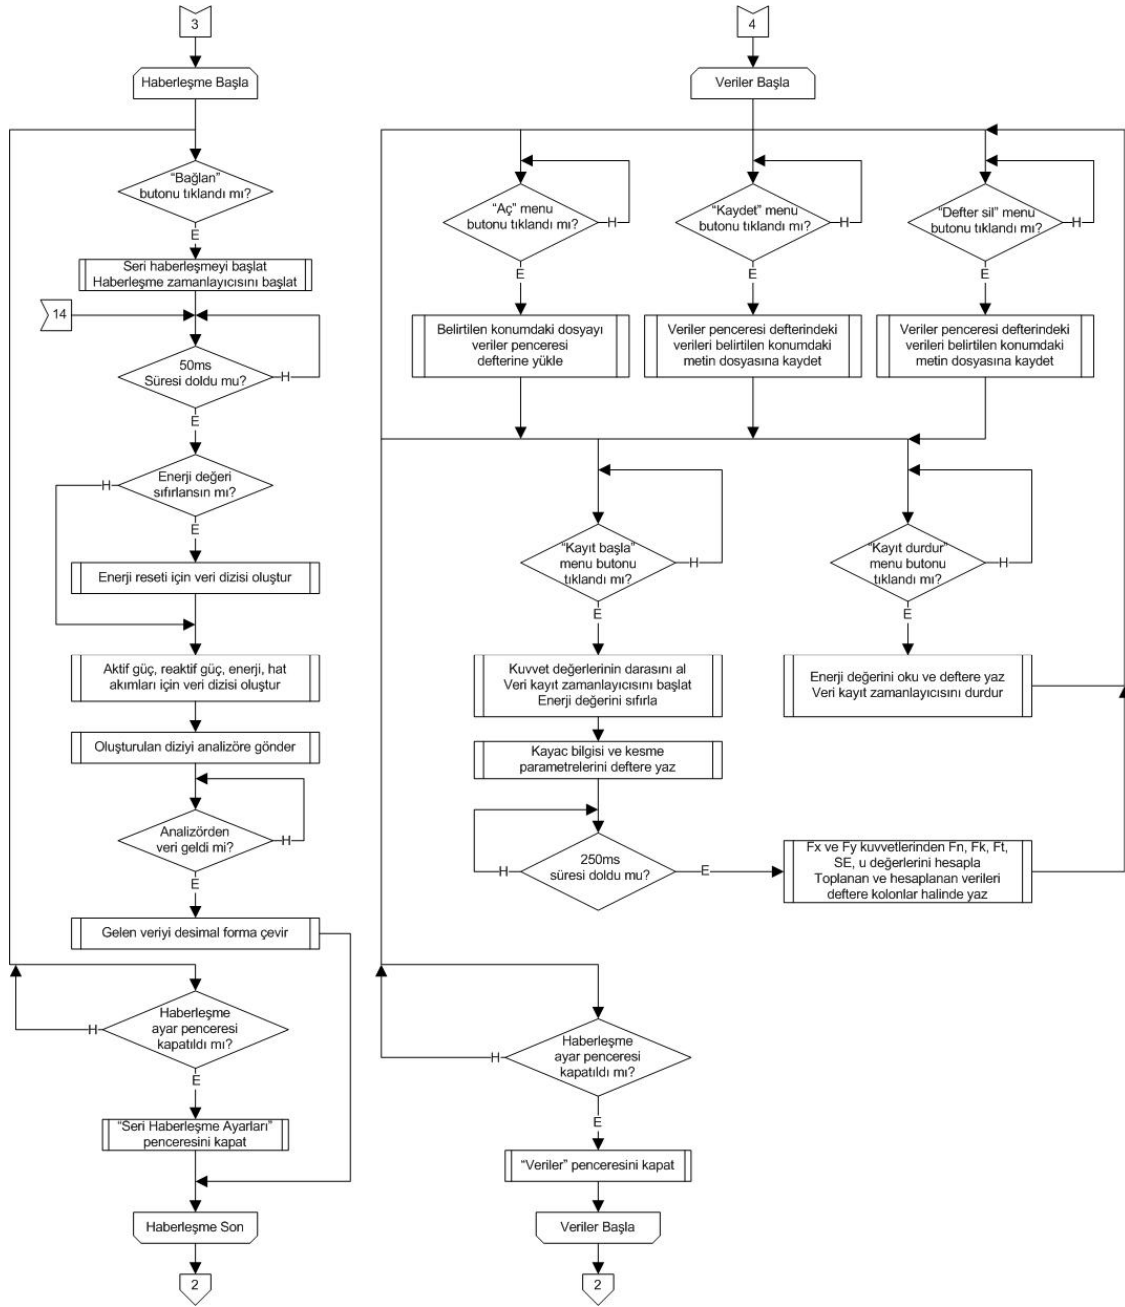 3
Haberleşme Başla
"Bağlan"
butonu tıklandı mı?
E
Seri haberleşmeyi başlat
Haberleşme zamanlayıcısını başlat
14
50ms
Süresi doldu mu?
H
E
Enerji değeri
sıfırlansın mı?
H
E
Enerji reseti için veri dizisi oluştur
Aktif güç, reaktif güç, enerji, hat
akımları için veri dizisi oluştur
Oluşturulan diziyi analizöre gönder
Analizörden
veri geldi mi?
H
E
Gelen veriyi desimal forma çevir
Haberleşme
ayar penceresi
kapatıldı mı?
H
E
"Seri Haberleşme Ayarları"
penceresini kapat
Haberleşme Son
2
4
Veriler Başla
"Aç" menu
butonu tıklandı mı?
H
E
Belirtilen konumdaki dosyayı
veriler penceresi
defterine yükle
"Kaydet" menu
butonu tıklandı mı?
H
E
Veriler penceresi defterindeki
verileri belirtilen konumdaki
metin dosyasına kaydet
"Defter sil" menu
butonu tıklandı mı?
H
E
Veriler penceresi defterindeki
verileri belirtilen konumdaki
metin dosyasına kaydet
"Kayıt başla"
menu butonu
tıklandı mı?
H
E
Kuvvet değerlerinin darasını al
Veri kayıt zamanlayıcısını başlat
Enerji değerini sıfırla
Kayac bilgisi ve kesme
parametrelerini deftere yaz
250ms
süresi doldu mu?
H
E
Fx ve Fy kuvvetlerinden Fn, Fk, Ft,
SE, u değerlerini hesapla
Toplanan ve hesaplanan verileri
deftere kolonlar halinde yaz
"Kayıt durdur"
menu butonu
tıklandı mı?
H
E
Enerji değerini oku ve deftere yaz
Veri kayıt zamanlayıcısını durdur
Haberleşme
ayar penceresi
kapatıldı mı?
H
E
"Veriler" penceresini kapat
Veriler Başla
2